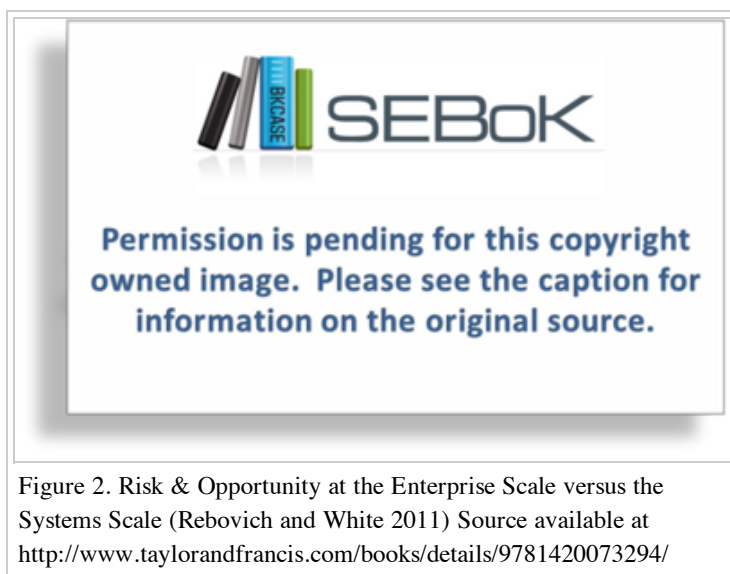 BKCASE
SEBoK
Permission is pending for this copyright
owned image. Please see the caption for
information on the original source.
Figure 2. Risk & Opportunity at the Enterprise Scale versus the
Systems Scale (Rebovich and White 2011) Source available at
http://www.taylorandfrancis.com/books/details/9781420073294/